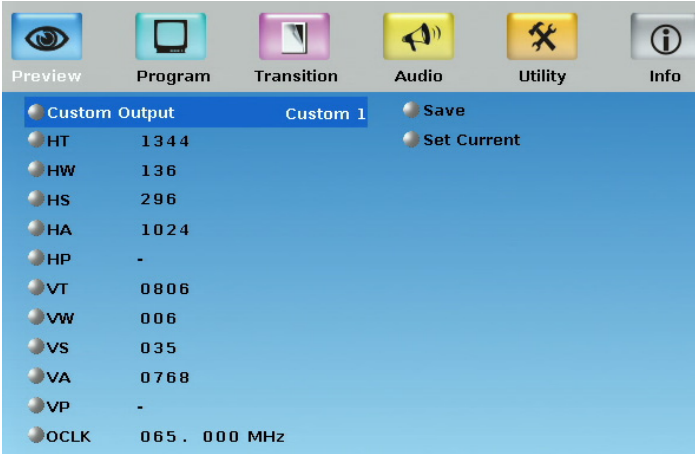 Preview Program Transition Audio Utility Info
Custom Output Custom 1
HT 1344
HW 136
HS 296
HA 1024
HP -
VT 0806
VW 006
VS 035
VA 0768
VP -
OCLK 065. 000 MHz
Save
Set Current